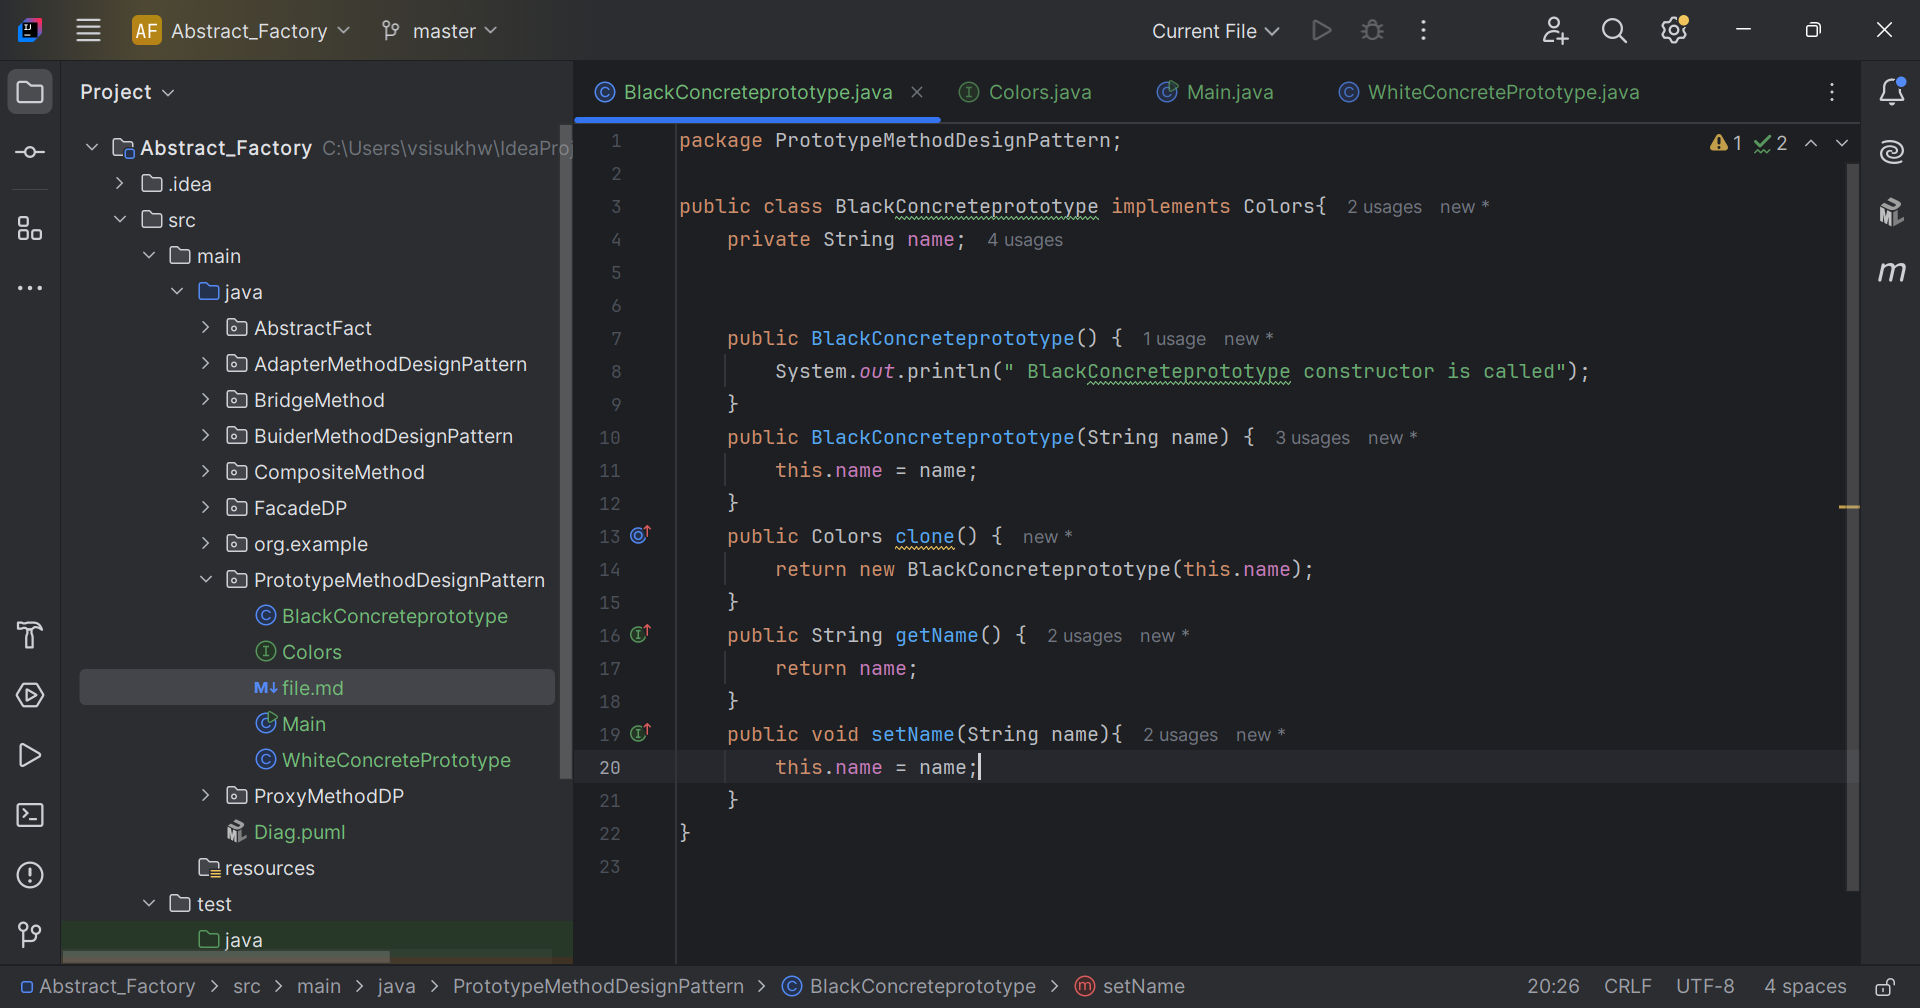 AF Abstract_Factory master Current File
Project
Abstract_Factory C:\Users\vsisukhw\IdeaProj
.idea
src
main
java
AbstractFact
AdapterMethodDesignPattern
BridgeMethod
BuiderMethodDesignPattern
CompositeMethod
FacadeDP
org.example
PrototypeMethodDesignPattern
BlackConcreteprototype
Colors
file.md
Main
WhiteConcretePrototype
ProxyMethodDP
Diag.puml
resources
test
java
BlackConcreteprototype.java Colors.java Main.java WhiteConcretePrototype.java
1 package PrototypeMethodDesignPattern; 1 2
2
3 public class BlackConcreteprototype implements Colors{ 2 usages new *
4 private String name; 4 usages
5
6
7 public BlackConcreteprototype() { 1 usage new *
8 System.out.println(" BlackConcreteprototype constructor is called");
9 }
10 public BlackConcreteprototype(String name) { 3 usages new *
11 this.name = name;
12 }
13 public Colors clone() { new *
14 return new BlackConcreteprototype(this.name);
15 }
16 public String getName() { 2 usages new *
17 return name;
18 }
19 public void setName(String name){ 2 usages new *
20 this.name = name;
21 }
22 }
23
Abstract_Factory > src > main > java > PrototypeMethodDesignPattern > BlackConcreteprototype > setName 20:26 CRLF UTF-8 4 spaces